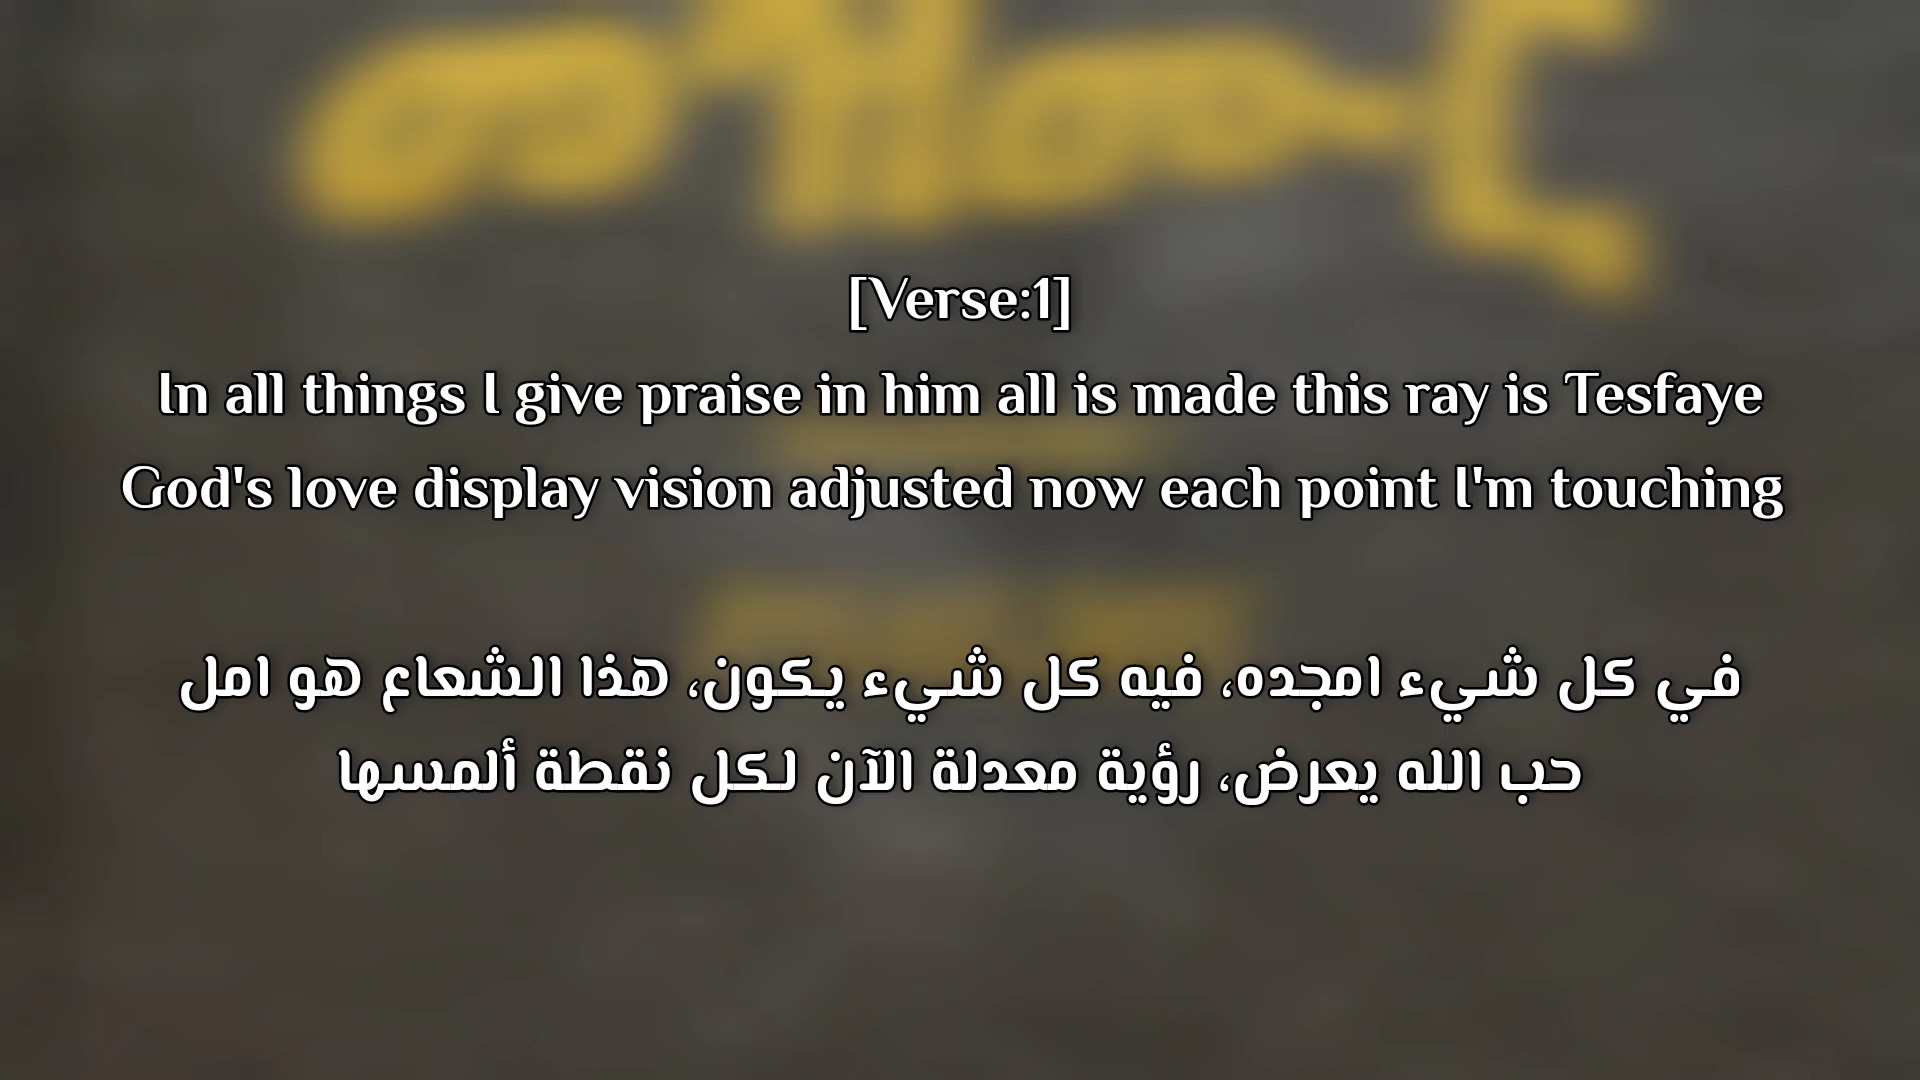 [Verse:1]
In all things I give praise in him all is made this ray is Tesfaye
God's love display vision adjusted now each point I'm touching
في كل شيء امجده، فيه كل شيء يكون، هذا الشعاع هو امل
حب الله يعرض، رؤية معدلة الآن لكل نقطة ألمسها